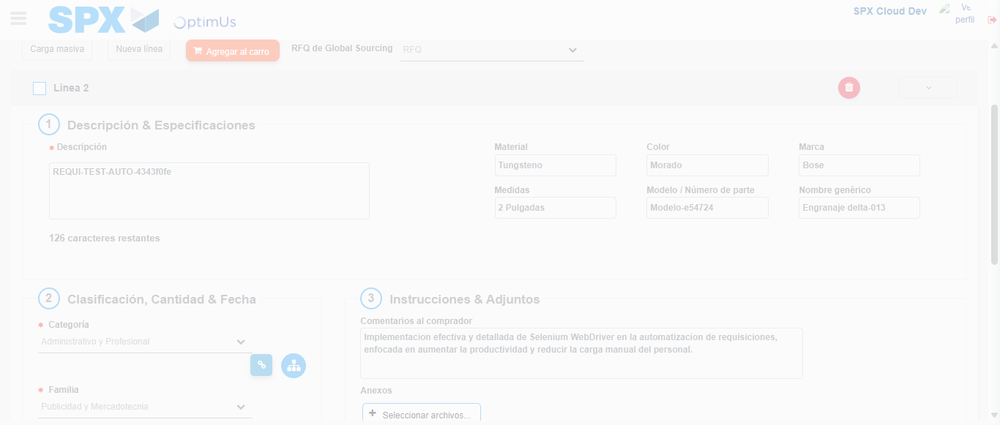 SPX
OptimUs
SPX Cloud Dev
Ve
perfil
Carga masiva
Nueva línea
Agregar al carro
RFQ de Global Sourcing
RFQ
Línea 2
1 Descripción & Especificaciones
* Descripción
REQUI-TEST-AUTO-4343f0fe
126 caracteres restantes
Material
Color
Marca
Tungsteno
Morado
Bose
Medidas
Modelo / Número de parte
Nombre genérico
2 Pulgadas
Modelo-e54724
Engranaje delta-013
2 Clasificación, Cantidad & Fecha
* Categoría
Administrativo y Profesional
* Familia
Publicidad y Mercadotecnia
3 Instrucciones & Adjuntos
Comentarios al comprador
Implementacion efectiva y detallada de Selenium WebDriver en la automatizacion de requisiciones,
enfocada en aumentar la productividad y reducir la carga manual del personal.
Anexos
+ Seleccionar archivos...